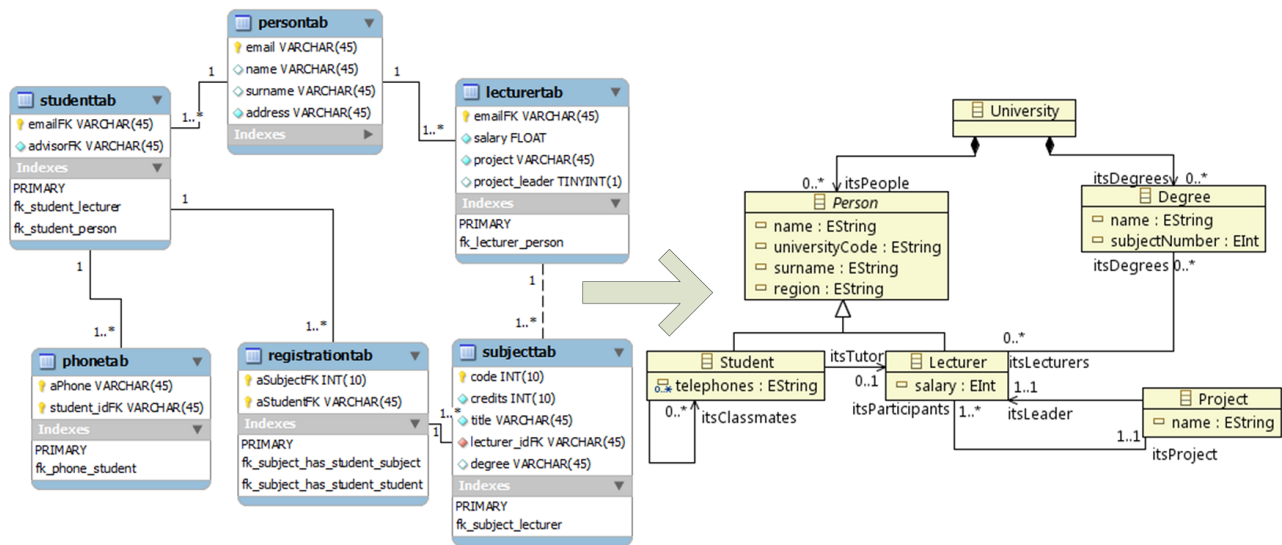 persontab
email VARCHAR(45)
name VARCHAR(45)
surname VARCHAR(45)
address VARCHAR(45)
Indexes
1
1..*
1
1..*
studenttab
emailFK VARCHAR(45)
advisorFK VARCHAR(45)
Indexes
PRIMARY
fk_student_lecturer
fk_student_person
lecturertab
emailFK VARCHAR(45)
salary FLOAT
project VARCHAR(45)
project_leader TINYINT(1)
Indexes
PRIMARY
fk_lecturer_person
1
1
1..*
1..*
1
1..*
phonetab
aPhone VARCHAR(45)
student_idFK VARCHAR(45)
Indexes
PRIMARY
fk_phone_student
registrationtab
aSubjectFK INT(10)
aStudentFK VARCHAR(45)
Indexes
PRIMARY
fk_subject_has_student_subject
fk_subject_has_student_student
1..*
1
subjecttab
code INT(10)
credits INT(10)
title VARCHAR(45)
lecturer_idFK VARCHAR(45)
degree VARCHAR(45)
Indexes
PRIMARY
fk_subject_lecturer
University
0..*
itsPeople
itsDegrees
0..*
Person
name : EString
universityCode : EString
surname : EString
region : EString
Degree
name : EString
subjectNumber : EInt
itsDegrees
0..*
0..*
itsLecturers
Student
telephones : EString
0..*
0..*
itsClassmates
itsTutor
0..1
Lecturer
salary : EInt
itsParticipants
1..*
1..1
itsLeader
Project
name : EString
1..1
itsProject